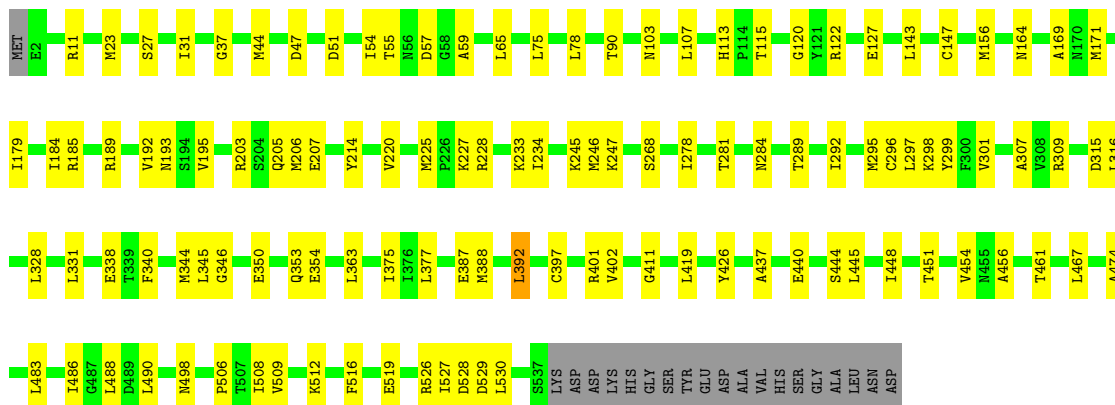 MET E2 R11 M23 S27 I31 G37 M44 D47 D51 I54 T55 N56 D57 G58 A59 L65 L75 L78 T90 N103 L107 H113 P114 T115 G120 Y121 R122 E127 L143 C147 M156 N164 A169 N170 M171
I179 I184 R185 R189 V192 N193 S194 V195 R203 S204 Q205 M206 E207 Y214 V220 M225 P226 K227 R228 K233 I234 K245 M246 K247 S268 I278 T281 N284 T289 I292 M295 C296 L297 K298 Y299 F300 V301 A307 V308 R309 D315
L328 L331 E338 T339 F340 M344 L345 G346 E350 Q353 E354 L363 I375 I376 L377 E387 M388 L392 C397 R401 V402 G411 L419 Y426 A437 E440 S444 L445 I448 T451 V454 N455 A456 T461 L467
L483 I486 G487 L488 D489 L490 N498 P506 T507 I508 V509 K512 F516 E519 R526 I527 D528 D529 L530 S537 LYS ASP ASP LYS HIS GLY SER TYR GLU ASP ALA VAL HIS SER GLY ALA LEU ASN ASP